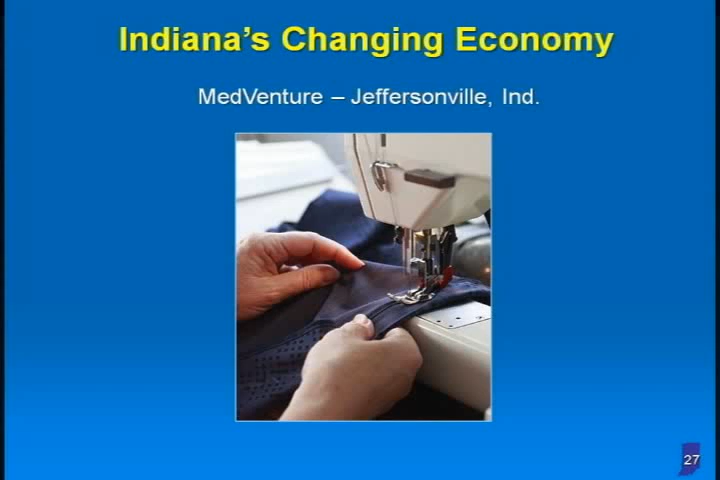 Indiana's Changing Economy
MedVenture – Jeffersonville, Ind.
27